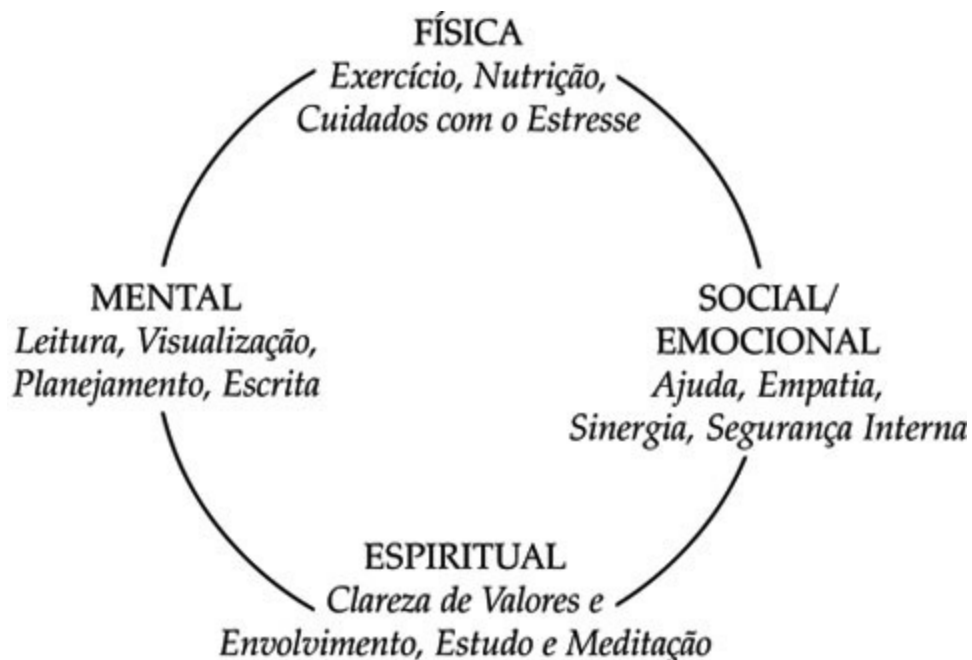 FÍSICA
Exercício, Nutrição,
Cuidados com o Estresse
MENTAL
Leitura, Visualização,
Planejamento, Escrita
SOCIAL/
EMOCIONAL
Ajuda, Empatia,
Sinergia, Segurança Interna
ESPIRITUAL
Clareza de Valores e
Envolvimento, Estudo e Meditação